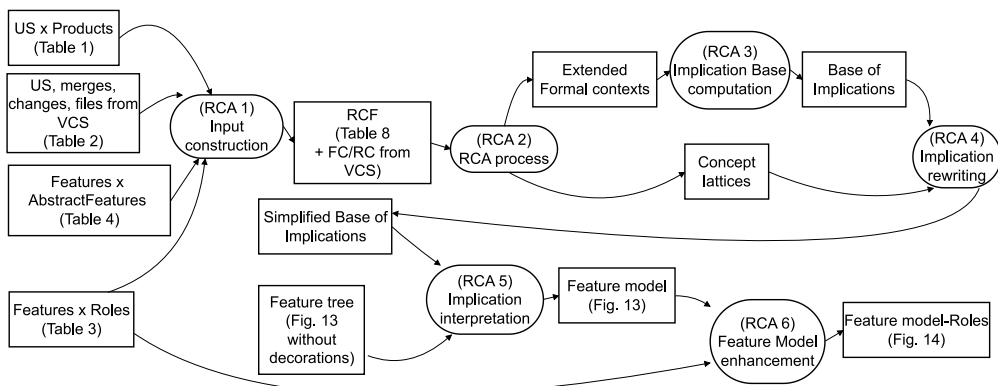 US x Products
(Table 1)
US, merges,
changes, files from
VCS
(Table 2)
Features x
AbstractFeatures
(Table 4)
Features x Roles
(Table 3)
(RCA 1)
Input
construction
RCF
(Table 8
+ FC/RC from
VCS)
(RCA 2)
RCA process
Extended
Formal contexts
(RCA 3)
Implication Base
computation
Base of
Implications
Concept
lattices
(RCA 4)
Implication
rewriting
Simplified Base of
Implications
Feature tree
(Fig. 13
without
decorations)
(RCA 5)
Implication
interpretation
Feature model
(Fig. 13)
(RCA 6)
Feature Model
enhancement
Feature model-Roles
(Fig. 14)